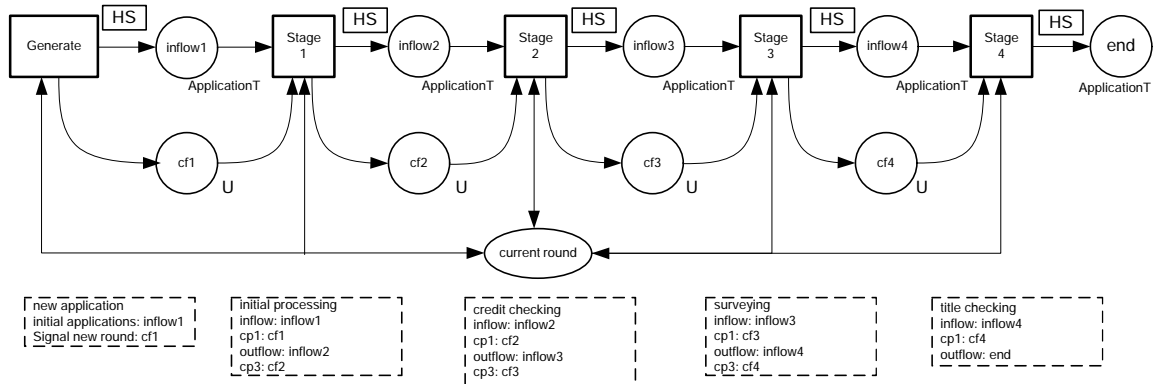 HS
HS
HS
HS
HS
Generate
inflow1
Stage
1
inflow2
Stage
2
inflow3
Stage
3
inflow4
Stage
4
end
ApplicationT
ApplicationT
ApplicationT
ApplicationT
ApplicationT
cf1
cf2
cf3
cf4
U
U
U
U
current round
new application
initial applications: inflow1
Signal new round: cf1
initial processing
inflow: inflow1
cp1: cf1
outflow: inflow2
cp3: cf2
credit checking
inflow: inflow2
cp1: cf2
outflow: inflow3
cp3: cf3
surveying
inflow: inflow3
cp1: cf3
outflow: inflow4
cp3: cf4
title checking
inflow: inflow4
cp1: cf4
outflow: end